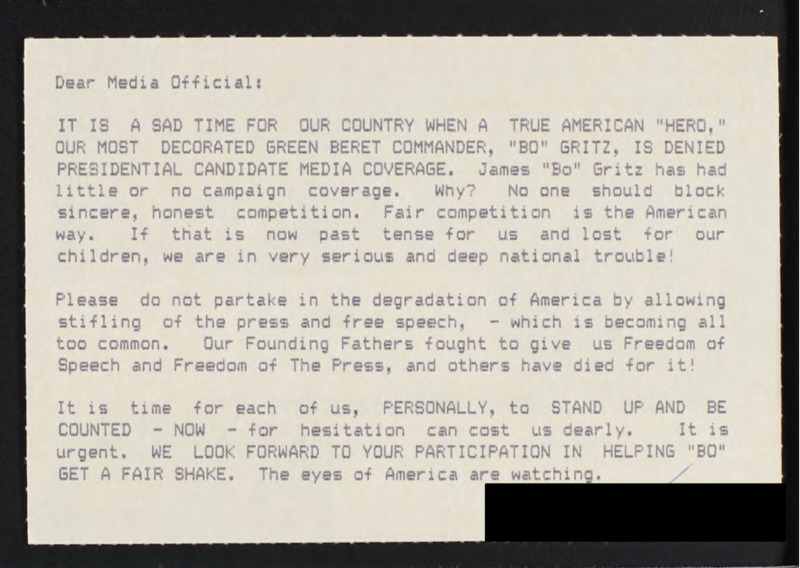 Dear Media Official:
IT IS A SAD TIME FOR OUR COUNTRY WHEN A TRUE AMERICAN "HERO,"
OUR MOST DECORATED GREEN BERET COMMANDER, "BO" GRITZ, IS DENIED
PRESIDENTIAL CANDIDATE MEDIA COVERAGE. James "Bo" Gritz has had
little or no campaign coverage. Why? No one should block
sincere, honest competition. Fair competition is the American
way. If that is now past tense for us and lost for our
children, we are in very serious and deep national trouble!
Please do not partake in the degradation of America by allowing
stifling of the press and free speech, - which is becoming all
too common. Our Founding Fathers fought to give us Freedom of
Speech and Freedom of The Press, and others have died for it!
It is time for each of us, PERSONALLY, to STAND UP AND BE
COUNTED - NOW - for hesitation can cost us dearly. It is
urgent. WE LOOK FORWARD TO YOUR PARTICIPATION IN HELPING "BO"
GET A FAIR SHAKE. The eyes of America are watching.